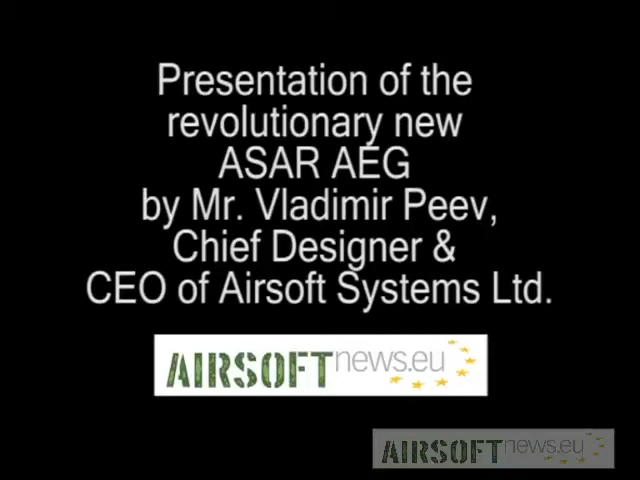 Presentation of the
revolutionary new
ASAR AEG
by Mr. Vladimir Peev,
Chief Designer &
CEO of Airsoft Systems Ltd.
AIRSOFTnews.eu
AIRSOFTnews.eu